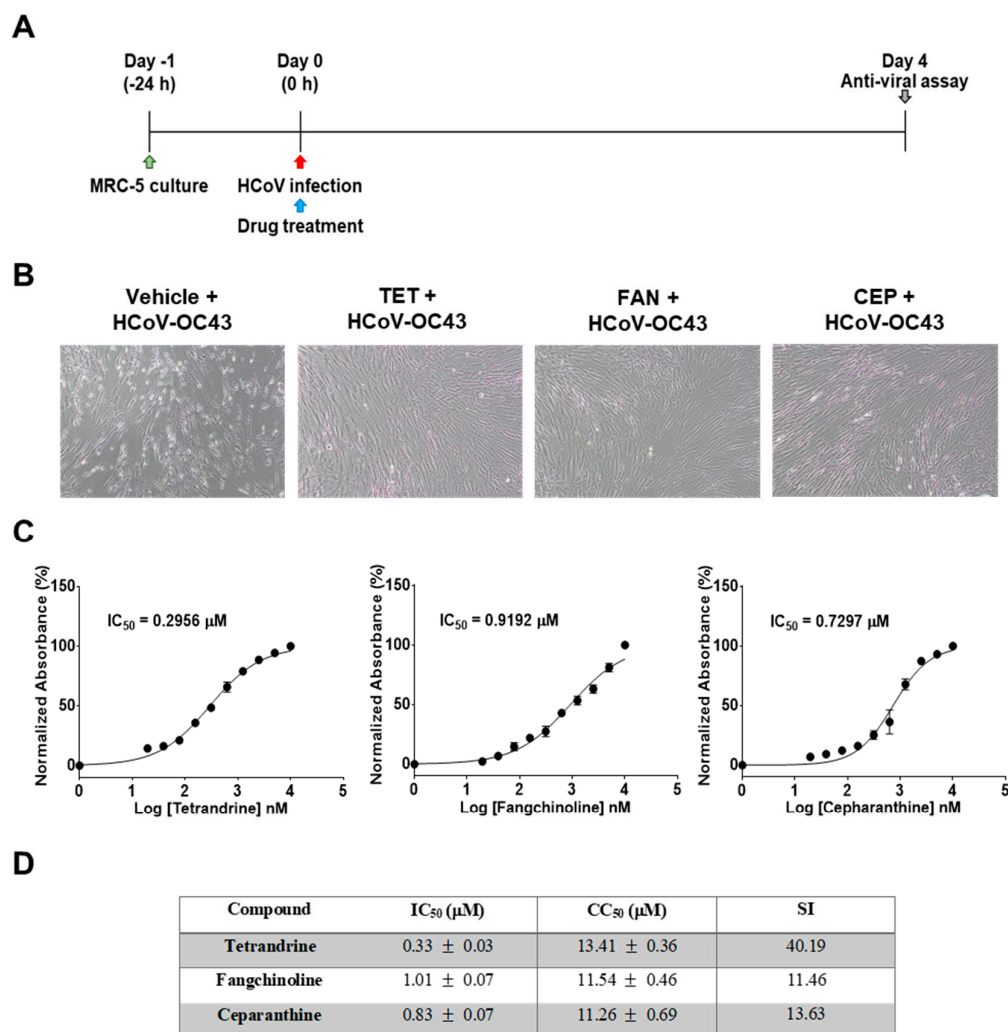 A
Day -1
(-24 h)
Day 0
(0 h)
Day 4
Anti-viral assay
MRC-5 culture
HCoV infection
Drug treatment
B
Vehicle +
HCoV-OC43
TET +
HCoV-OC43
FAN +
HCoV-OC43
CEP +
HCoV-OC43
C
Normalized Absorbance (%)
150
100
50
0
IC50 = 0.2956 μM
0 1 2 3 4 5
Log [Tetrandrine] nM
Normalized Absorbance (%)
150
100
50
0
IC50 = 0.9192 μM
0 1 2 3 4 5
Log [Fangchinoline] nM
Normalized Absorbance (%)
150
100
50
0
IC50 = 0.7297 μM
0 1 2 3 4 5
Log [Cepharanthine] nM
D
Compound IC50 (μM) CC50 (μM) SI
Tetrandrine 0.33 ± 0.03 13.41 ± 0.36 40.19
Fangchinoline 1.01 ± 0.07 11.54 ± 0.46 11.46
Ceparanthine 0.83 ± 0.07 11.26 ± 0.69 13.63